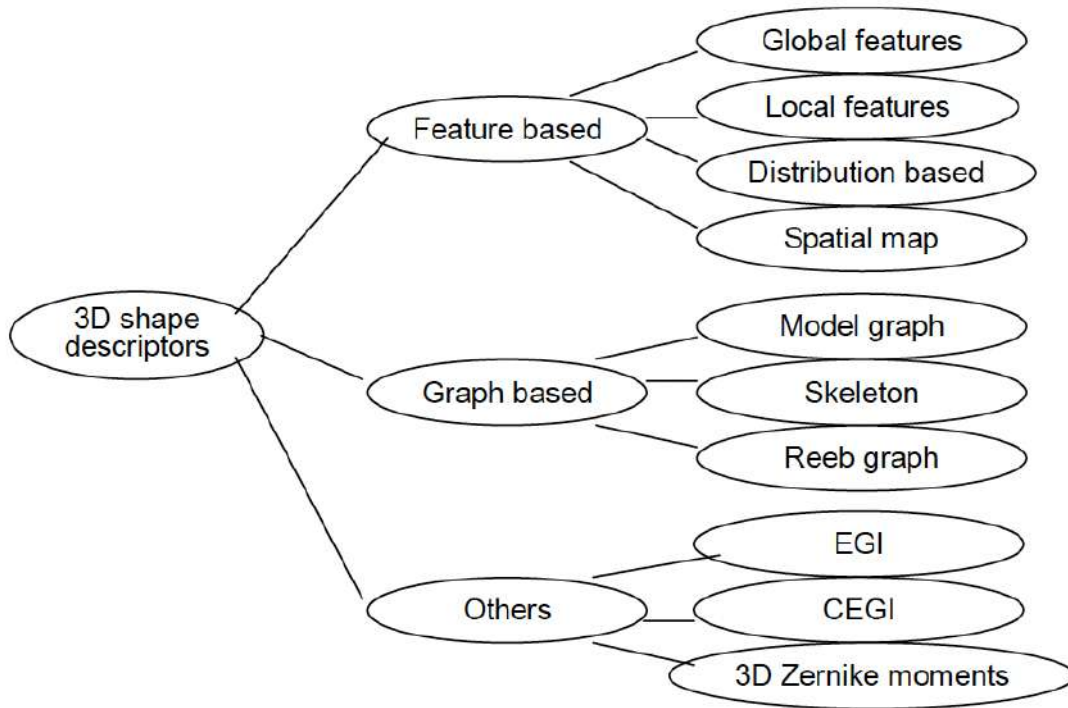 Global features
Local features
Feature based
Distribution based
Spatial map
3D shape
descriptors
Model graph
Graph based
Skeleton
Reeb graph
EGI
Others
CEGI
3D Zernike moments